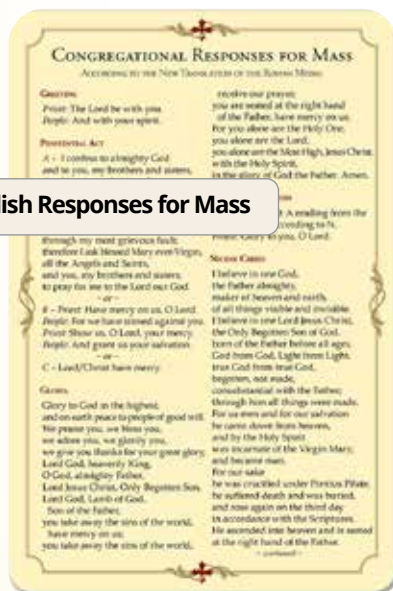 Congregational Responses for Mass
According to the New Translation of the Roman Missal
Greeting
Priest: The Lord be with you.
People: And with your spirit.
Penitential Act
A – I confess to almighty God
and to you, my brothers and sisters,
lish Responses for Mass
through my most grievous fault;
therefore I ask blessed Mary ever-Virgin,
all the Angels and Saints,
and you, my brothers and sisters,
to pray for me to the Lord our God.
– or –
B – Priest: Have mercy on us, O Lord.
People: For we have sinned against you.
Priest: Show us, O Lord, your mercy.
People: And grant us your salvation.
– or –
C – Lord/Christ have mercy.
Gloria
Glory to God in the highest,
and on earth peace to people of good will.
We praise you, we bless you,
we adore you, we glorify you,
we give you thanks for your great glory,
Lord God, heavenly King,
O God, almighty Father.
Lord Jesus Christ, Only Begotten Son,
Lord God, Lamb of God,
Son of the Father,
you take away the sins of the world,
have mercy on us;
you take away the sins of the world,
receive our prayer;
you are seated at the right hand
of the Father, have mercy on us.
For you alone are the Holy One,
you alone are the Lord,
you alone are the Most High, Jesus Christ,
with the Holy Spirit,
in the glory of God the Father. Amen.
A reading from the
according to N.
Glory to you, O Lord.
Nicene Creed
I believe in one God,
the Father almighty,
maker of heaven and earth,
of all things visible and invisible.
I believe in one Lord Jesus Christ,
the Only Begotten Son of God,
born of the Father before all ages.
God from God, Light from Light,
true God from true God,
begotten, not made,
consubstantial with the Father;
through him all things were made.
For us men and for our salvation
he came down from heaven,
and by the Holy Spirit
was incarnate of the Virgin Mary,
and became man.
For our sake
he was crucified under Pontius Pilate,
he suffered death and was buried,
and rose again on the third day
in accordance with the Scriptures.
He ascended into heaven and is seated
at the right hand of the Father.
– continued –